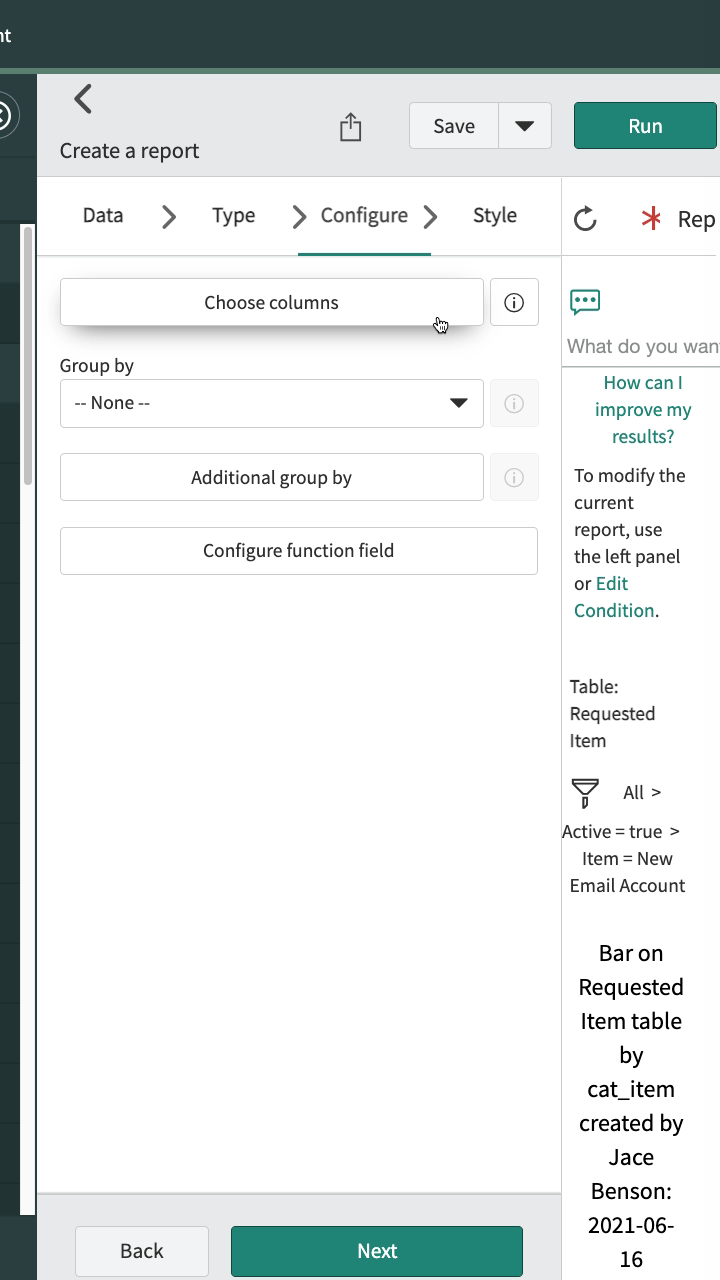 nt
Create a report
Save
Run
Data
Type
Configure
Style
Choose columns
Group by
-- None --
Additional group by
Configure function field
Back
Next
Rep
What do you wan
How can I
improve my
results?
To modify the
current
report, use
the left panel
or Edit
Condition.
Table:
Requested
Item
All >
Active = true >
Item = New
Email Account
Bar on
Requested
Item table
by
cat_item
created by
Jace
Benson:
2021-06-
16